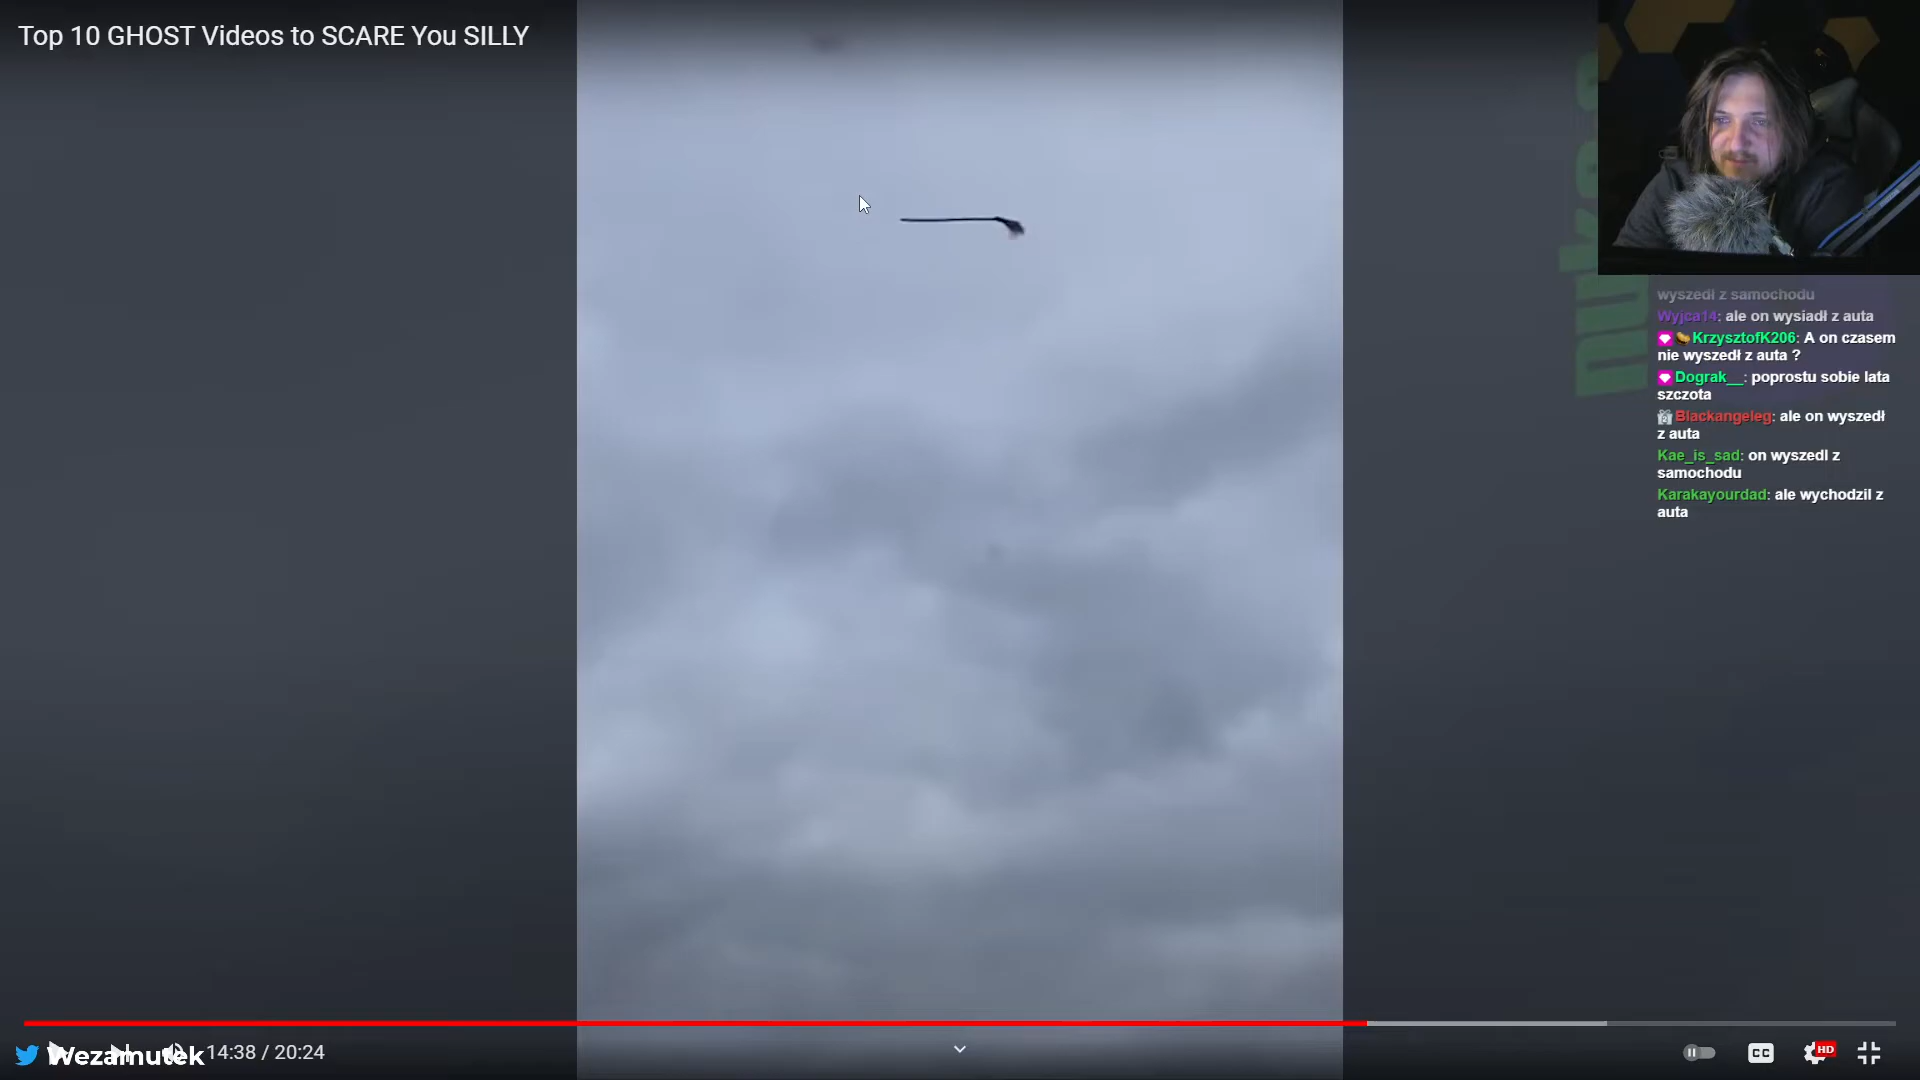 Top 10 GHOST Videos to SCARE You SILLY
wyszedl z samochodu
Wyjca14: ale on wysiadł z auta
KrzysztofK206: A on czasem
nie wyszedł z auta ?
Dograk__: poprostu sobie lata
szczota
Blackangeleg: ale on wyszedł
z auta
Kae_is_sad: on wyszedl z
samochodu
Karakayourdad: ale wychodzil z
auta
Wezamutek
14:38 / 20:24
CC
HD